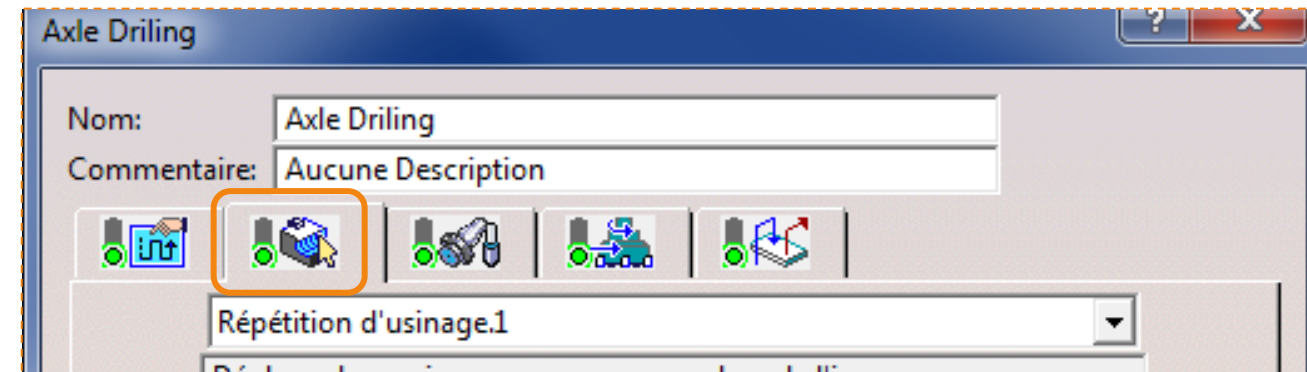 Axle Driling
Nom: Axle Driling
Commentaire: Aucune Description
Répétition d'usinage.1